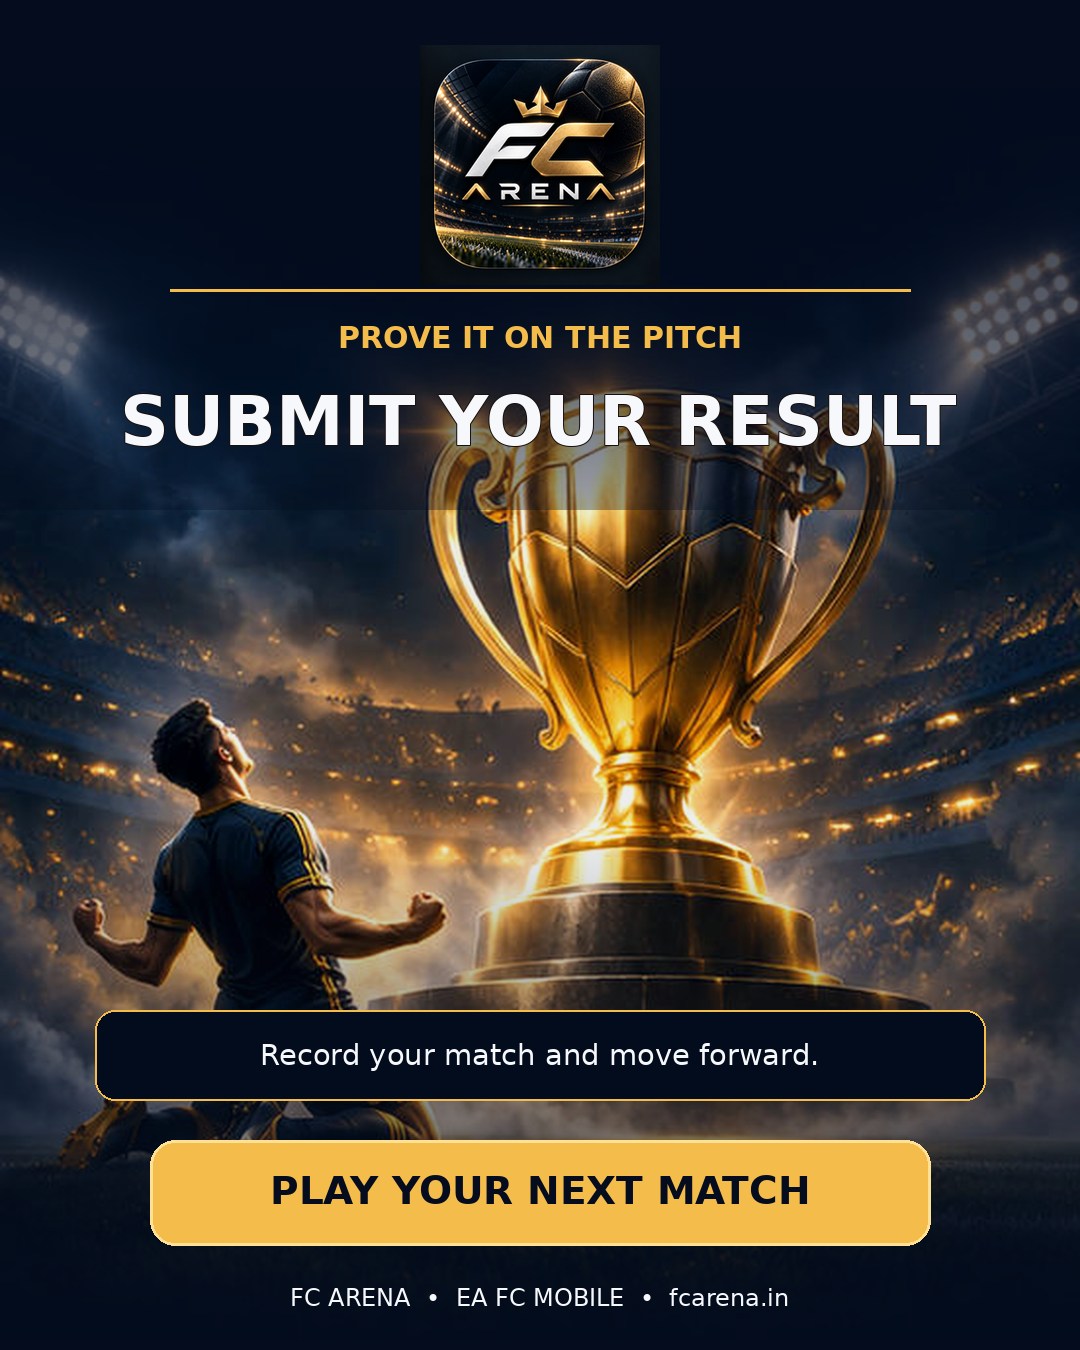 FC
ARENA
PROVE IT ON THE PITCH
SUBMIT YOUR RESULT
Record your match and move forward.
PLAY YOUR NEXT MATCH
FC ARENA • EA FC MOBILE • fcarena.in